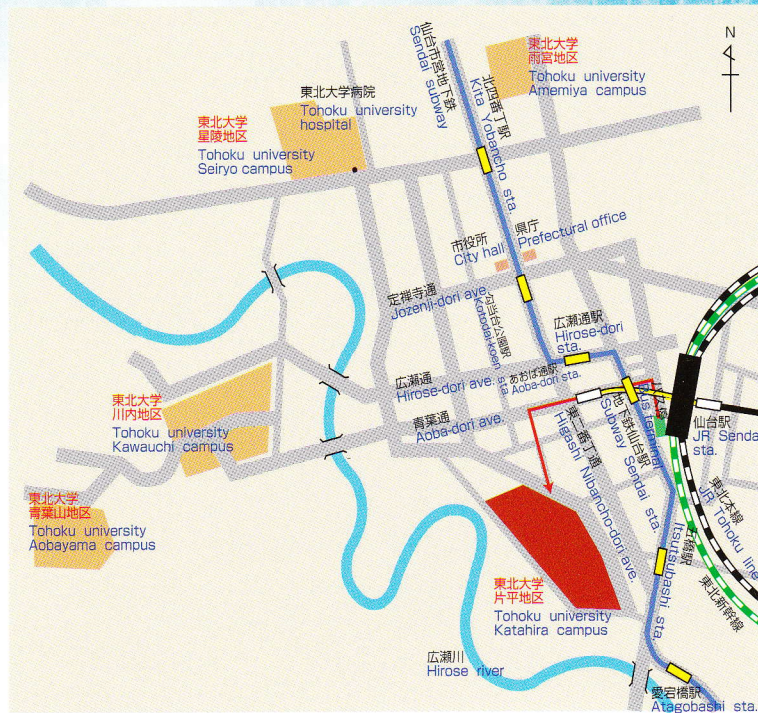 N
仙台市営地下鉄
Sendai subway
東北大学
雨宮地区
Tohoku university
Amemiya campus
東北大学病院
Tohoku university
hospital
北四番丁駅
Kita Yobancho sta.
東北大学
星陵地区
Tohoku university
Seiryo campus
市役所
City hall
県庁
Prefectural office
定禅寺通
Jozenji-dori ave.
勾当台公園駅
Kotodai-koen sta.
広瀬通駅
Hirose-dori
sta.
広瀬通
Hirose-dori ave.
あおば通駅
Aoba-dori sta.
青葉通
Aoba-dori ave.
東二番丁通
Higashi Nibancho-dori ave.
地下鉄仙台駅
Subway Sendai sta.
Bus terminal
仙台駅
JR Senda
sta.
東北大学
川内地区
Tohoku university
Kawauchi campus
東北大学
青葉山地区
Tohoku university
Aobayama campus
東北本線
JR Tohoku line
五橋駅
Itsutsubashi sta.
東北新幹線
東北大学
片平地区
Tohoku university
Katahira campus
広瀬川
Hirose river
愛宕橋駅
Atagobashi sta.